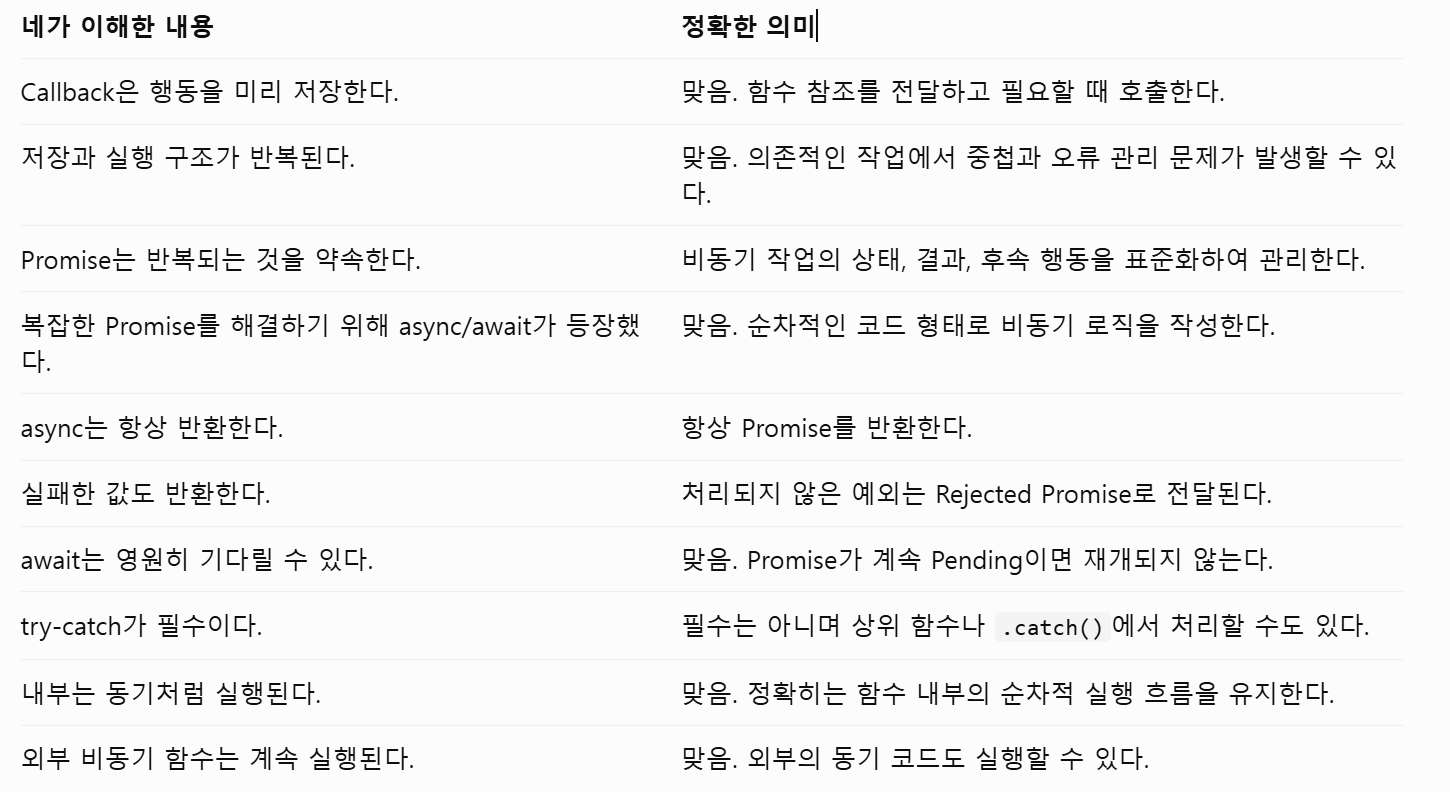 네가 이해한 내용 정확한 의미
Callback은 행동을 미리 저장한다. 맞음. 함수 참조를 전달하고 필요할 때 호출한다.
저장과 실행 구조가 반복된다. 맞음. 의존적인 작업에서 중첩과 오류 관리 문제가 발생할 수 있
다.
Promise는 반복되는 것을 약속한다. 비동기 작업의 상태, 결과, 후속 행동을 표준화하여 관리한다.
복잡한 Promise를 해결하기 위해 async/await가 등장했 맞음. 순차적인 코드 형태로 비동기 로직을 작성한다.
다.
async는 항상 반환한다. 항상 Promise를 반환한다.
실패한 값도 반환한다. 처리되지 않은 예외는 Rejected Promise로 전달된다.
await는 영원히 기다릴 수 있다. 맞음. Promise가 계속 Pending이면 재개되지 않는다.
try-catch가 필수이다. 필수는 아니며 상위 함수나 .catch()에서 처리할 수도 있다.
내부는 동기처럼 실행된다. 맞음. 정확히는 함수 내부의 순차적 실행 흐름을 유지한다.
외부 비동기 함수는 계속 실행된다. 맞음. 외부의 동기 코드도 실행할 수 있다.